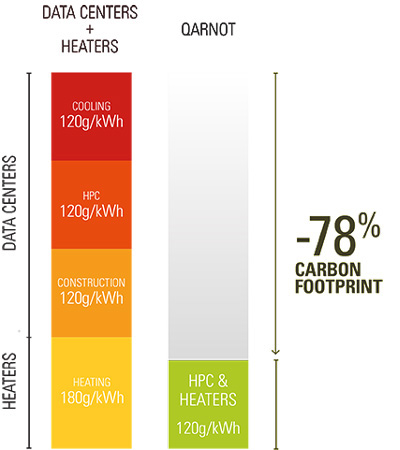 DATA CENTERS
+
HEATERS
QARNOT
DATA CENTERS
HEATERS
COOLING
120g/kWh
HPC
120g/kWh
CONSTRUCTION
120g/kWh
HEATING
180g/kWh
HPC &
HEATERS
120g/kWh
-78%
CARBON
FOOTPRINT